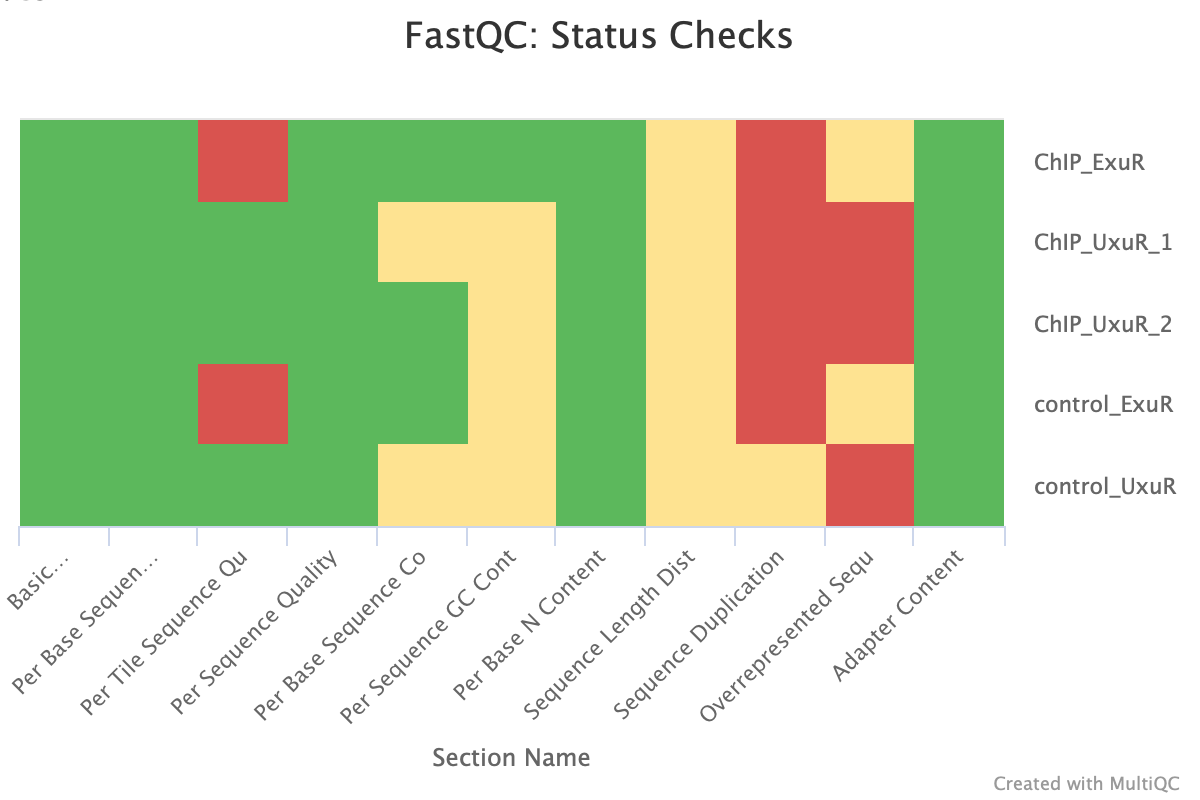 FastQC: Status Checks
ChIP_ExuR
ChIP_UxuR_1
ChIP_UxuR_2
control_ExuR
control_UxuR
Basic...
Per Base Sequen...
Per Tile Sequence Qu
Per Sequence Quality
Per Base Sequence Co
Per Sequence GC Cont
Per Base N Content
Sequence Length Dist
Sequence Duplication
Overrepresented Sequ
Adapter Content
Section Name
Created with MultiQC